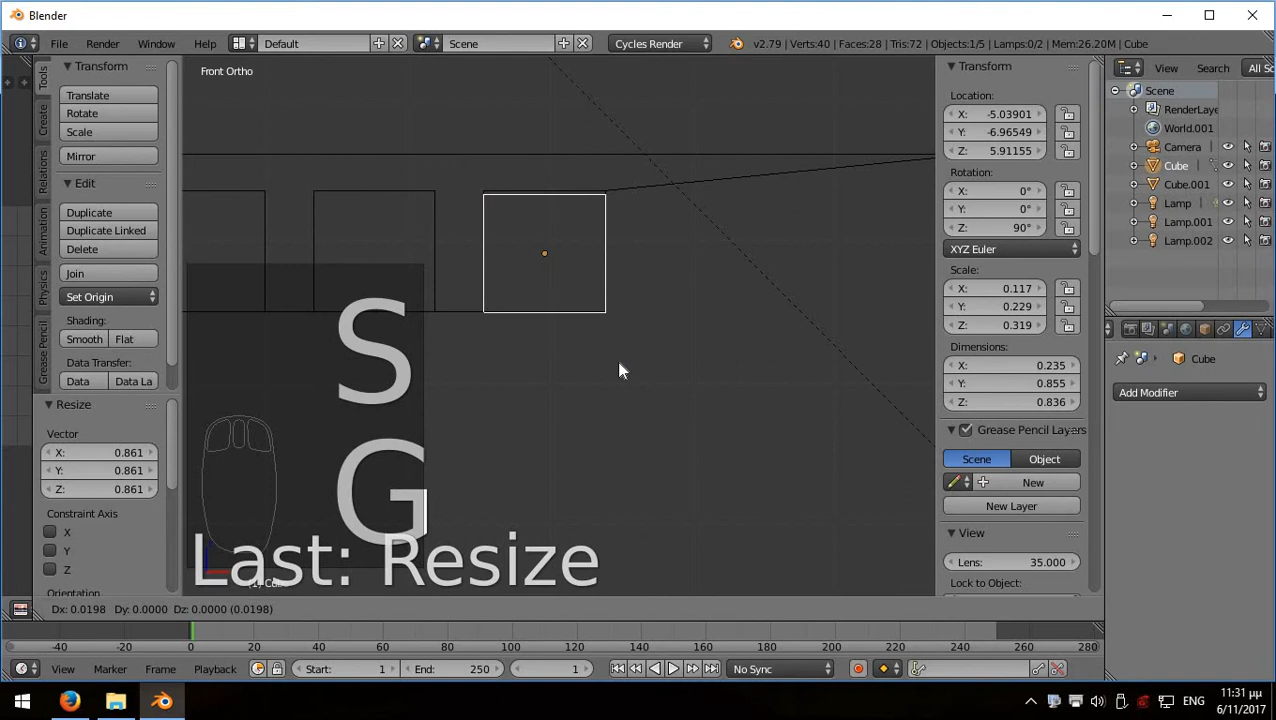 Blender
File Render Window Help Default Scene Cycles Render v2.79 | Verts:40 | Faces:28 | Tris:72 | Objects:1/5 | Lamps:0/2 | Mem:26.20M | Cube
Tools
Create
Relations
Animation
Physics
Grease Pencil
Transform
Translate
Rotate
Scale
Mirror
Edit
Duplicate
Duplicate Linked
Delete
Join
Set Origin
Shading:
Smooth Flat
Data Transfer:
Data Data La
Resize
Vector
X: 0.861
Y: 0.861
Z: 0.861
Constraint Axis
X
Y
Z
Orientation
Front Ortho
S
G
Last: Resize
Dx: 0.0198 Dy: 0.0000 Dz: 0.0000 (0.0198)
Transform
Location:
X: -5.03901
Y: -6.96549
Z: 5.91155
Rotation:
X: 0°
Y: 0°
Z: 90°
XYZ Euler
Scale:
X: 0.117
Y: 0.229
Z: 0.319
Dimensions:
X: 0.235
Y: 0.855
Z: 0.836
Grease Pencil Layers
Scene Object
New
New Layer
View
Lens: 35.000
Lock to Object:
View Search All Sc
Scene
RenderLaye
World.001
Camera
Cube
Cube.001
Lamp
Lamp.001
Lamp.002
Cube
Add Modifier
-40 -20 0 20 40 60 80 100 120 140 160 180 200 220 240 260 280
View Marker Frame Playback Start: 1 End: 250 1 No Sync
ENG
11:31 μμ
6/11/2017